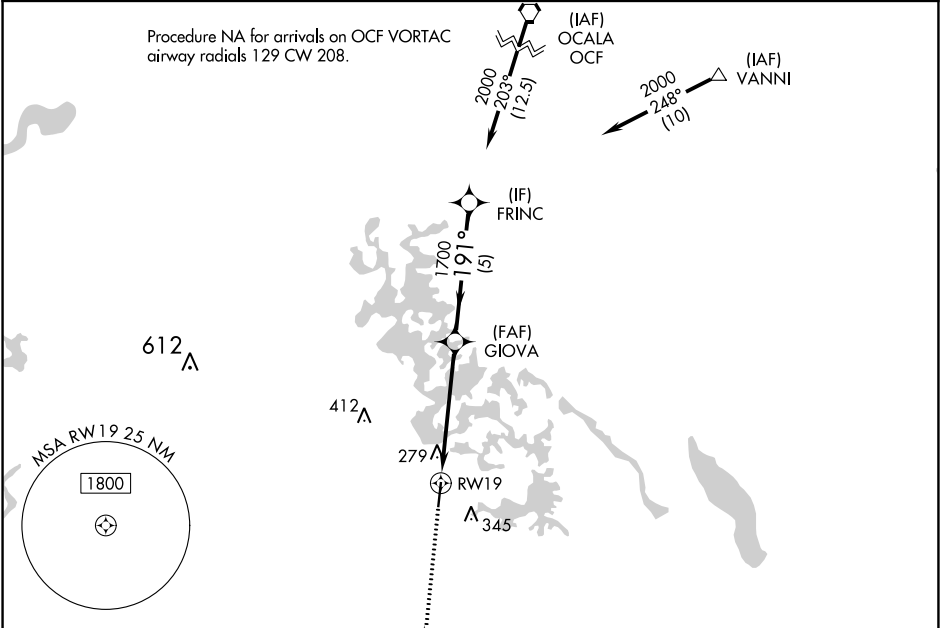 Procedure NA for arrivals on OCF VORTAC
airway radials 129 CW 208.
(IAF)
OCALA
OCF
2000
203°
(12.5)
(IAF)
VANNI
2000
248°
(10)
(IF)
FRINC
1700
191°
(5)
(FAF)
GIOVA
612
412
279
RW19
345
MSA RW19 25 NM
1800